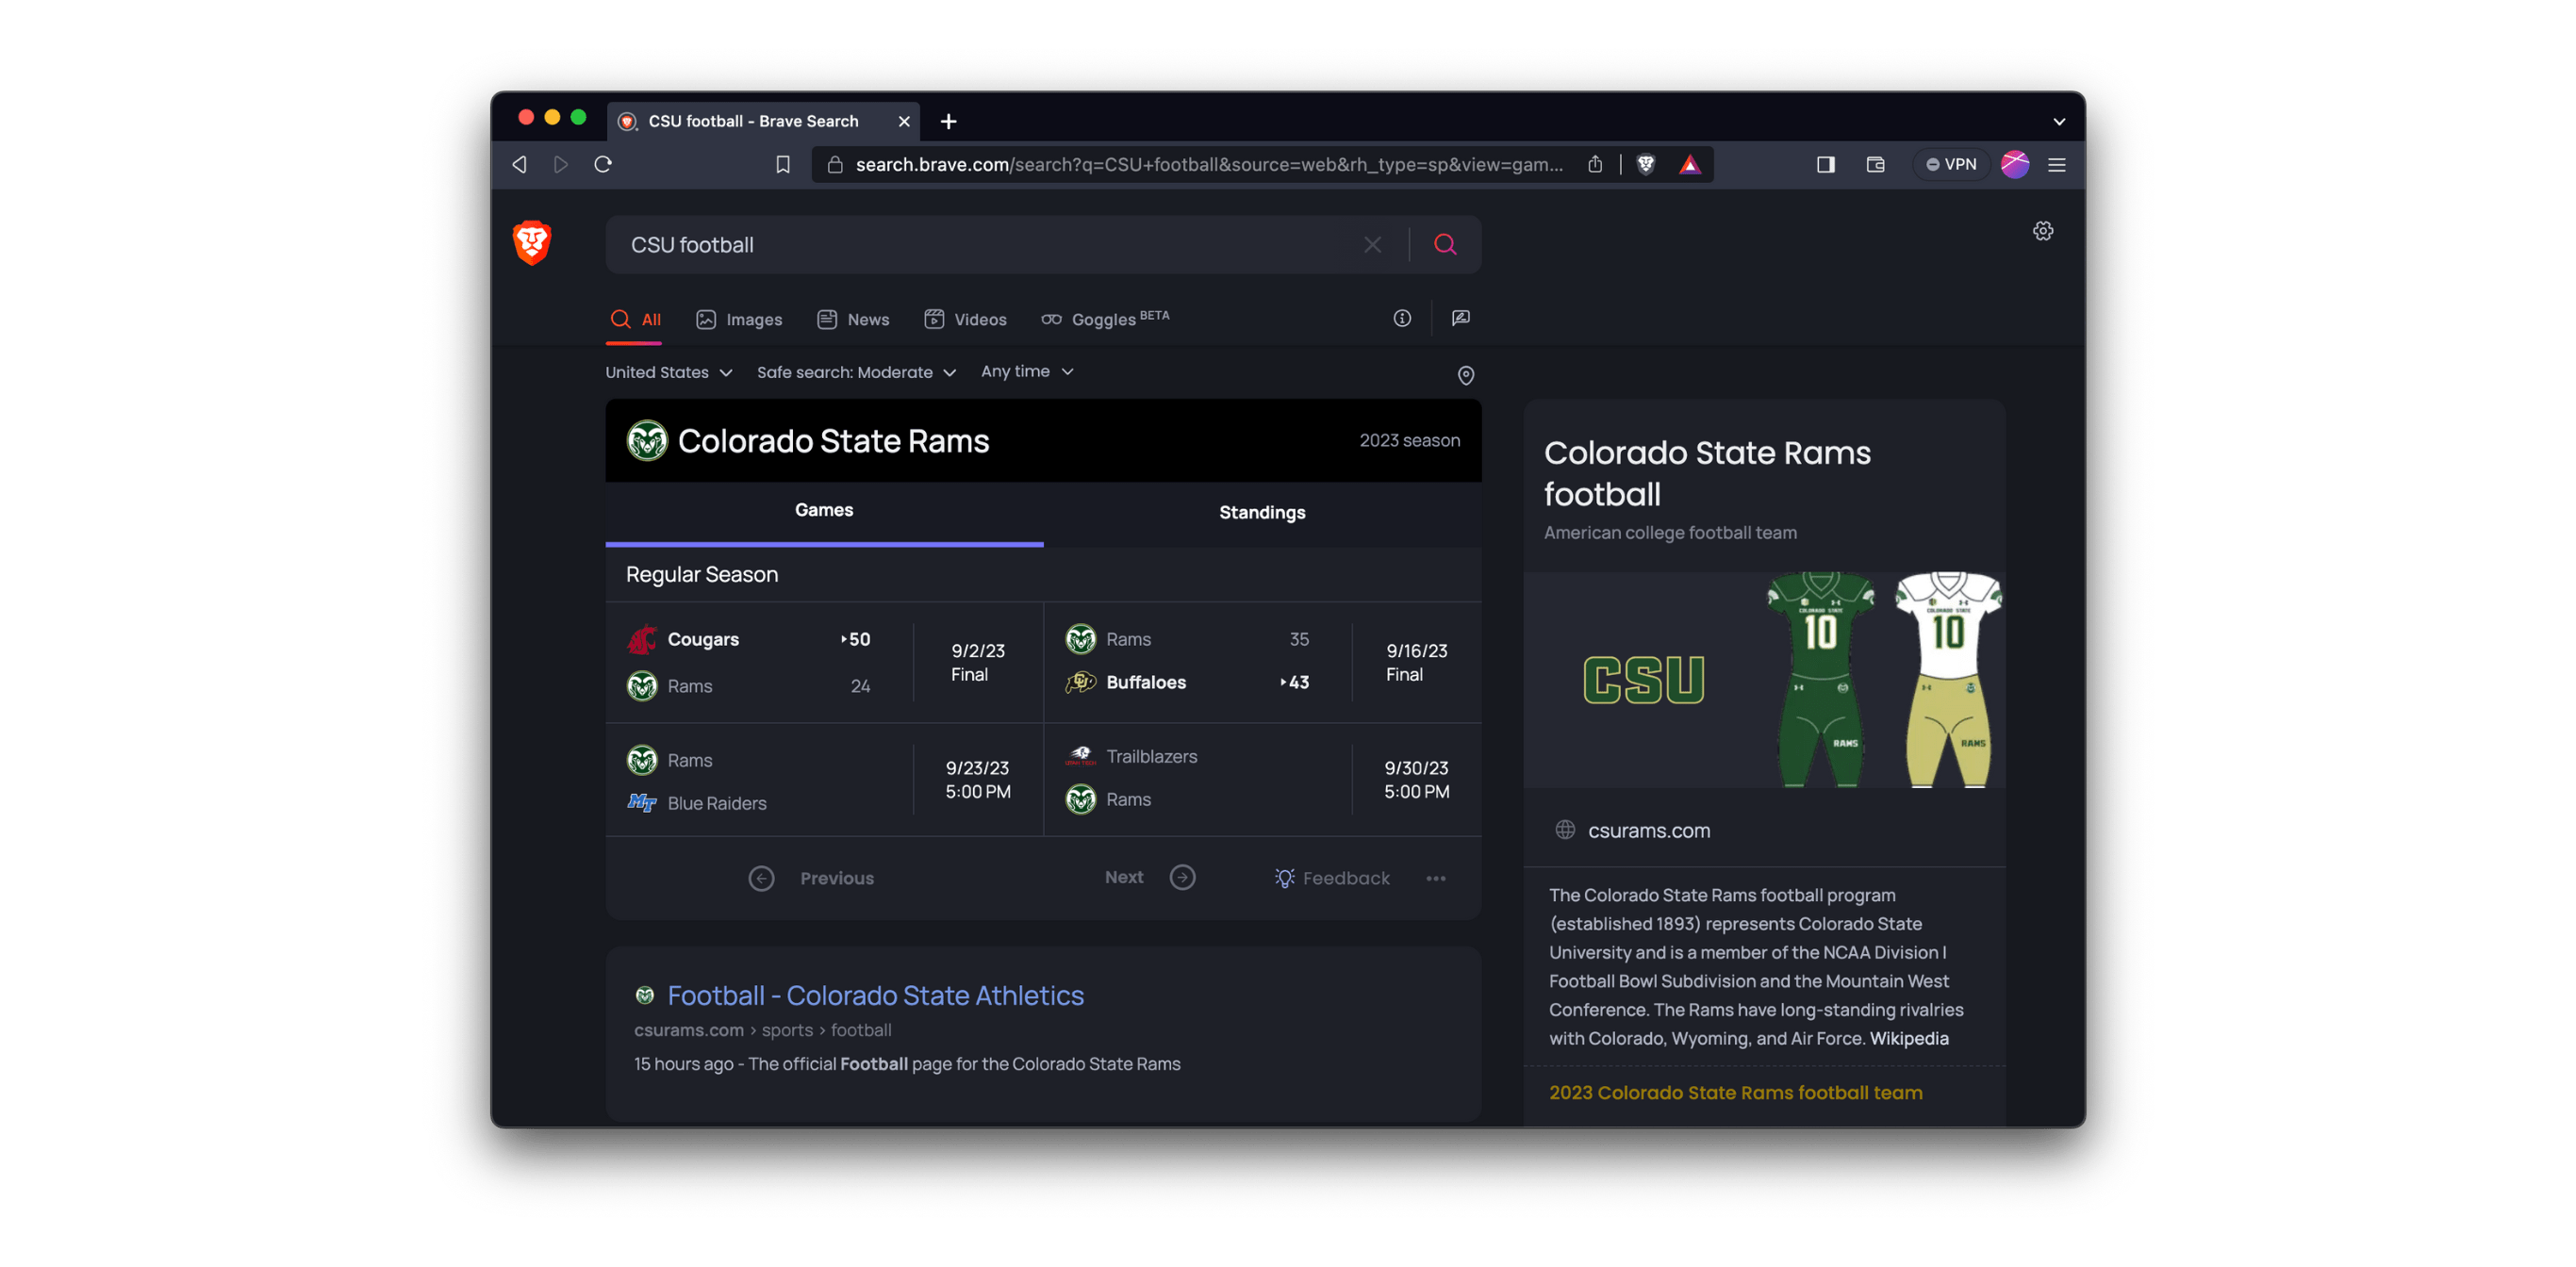 CSU football - Brave Search
search.brave.com/search?q=CSU+football&source=web&rh_type=sp&view=gam...
VPN
CSU football
All
Images
News
Videos
Goggles BETA
United States
Safe search: Moderate
Any time
Colorado State Rams
2023 season
Games
Standings
Regular Season
Cougars 50
Rams 24
9/2/23
Final
Rams 35
Buffaloes 43
9/16/23
Final
Rams
Blue Raiders
9/23/23
5:00 PM
Trailblazers
Rams
9/30/23
5:00 PM
Previous
Next
Feedback
Football - Colorado State Athletics
csurams.com › sports › football
15 hours ago - The official Football page for the Colorado State Rams
Colorado State Rams
football
American college football team
CSU
COLORADO STATE
10
RAMS
COLORADO STATE
10
RAMS
csurams.com
The Colorado State Rams football program
(established 1893) represents Colorado State
University and is a member of the NCAA Division I
Football Bowl Subdivision and the Mountain West
Conference. The Rams have long-standing rivalries
with Colorado, Wyoming, and Air Force. Wikipedia
2023 Colorado State Rams football team